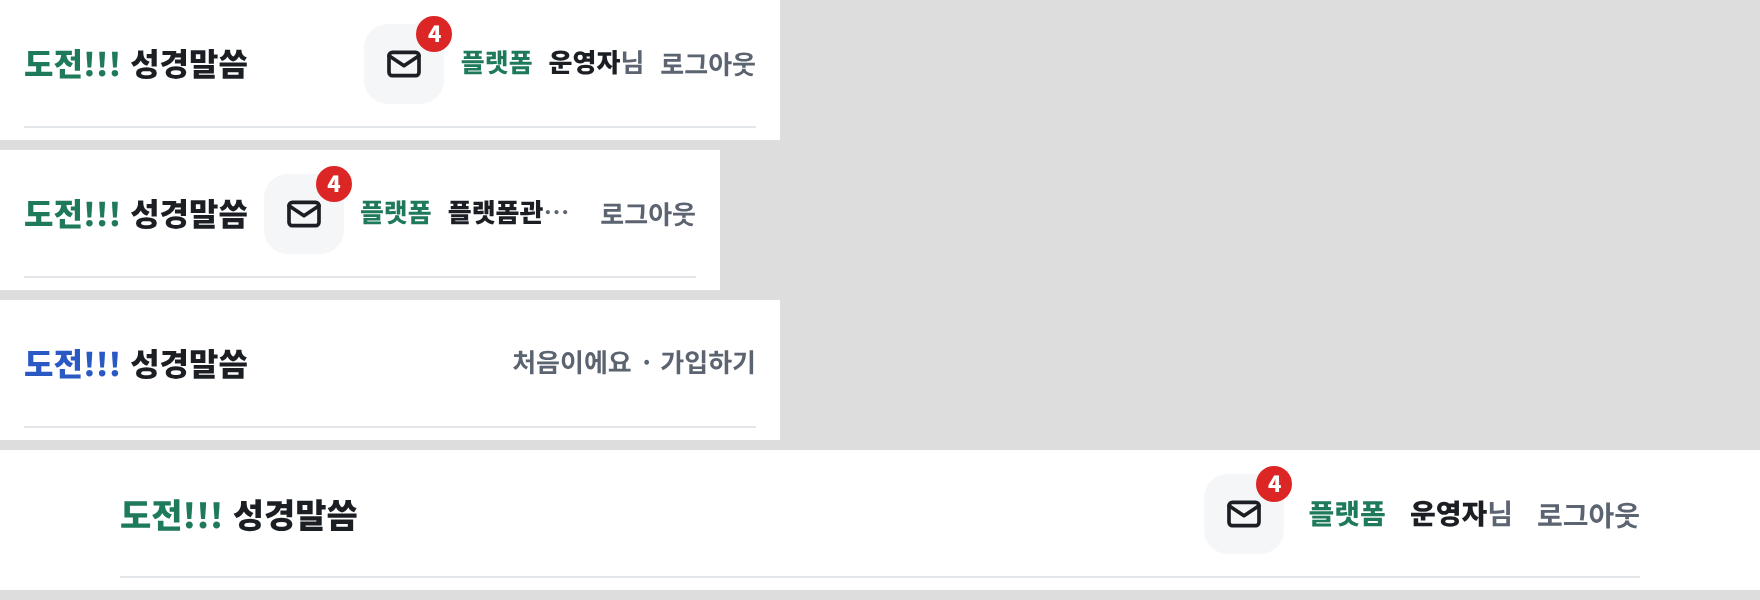 도전!!! 성경말씀 4 플랫폼 운영자님 로그아웃
도전!!! 성경말씀 4 플랫폼 플랫폼관… 로그아웃
도전!!! 성경말씀 처음이에요 · 가입하기
도전!!! 성경말씀 4 플랫폼 운영자님 로그아웃